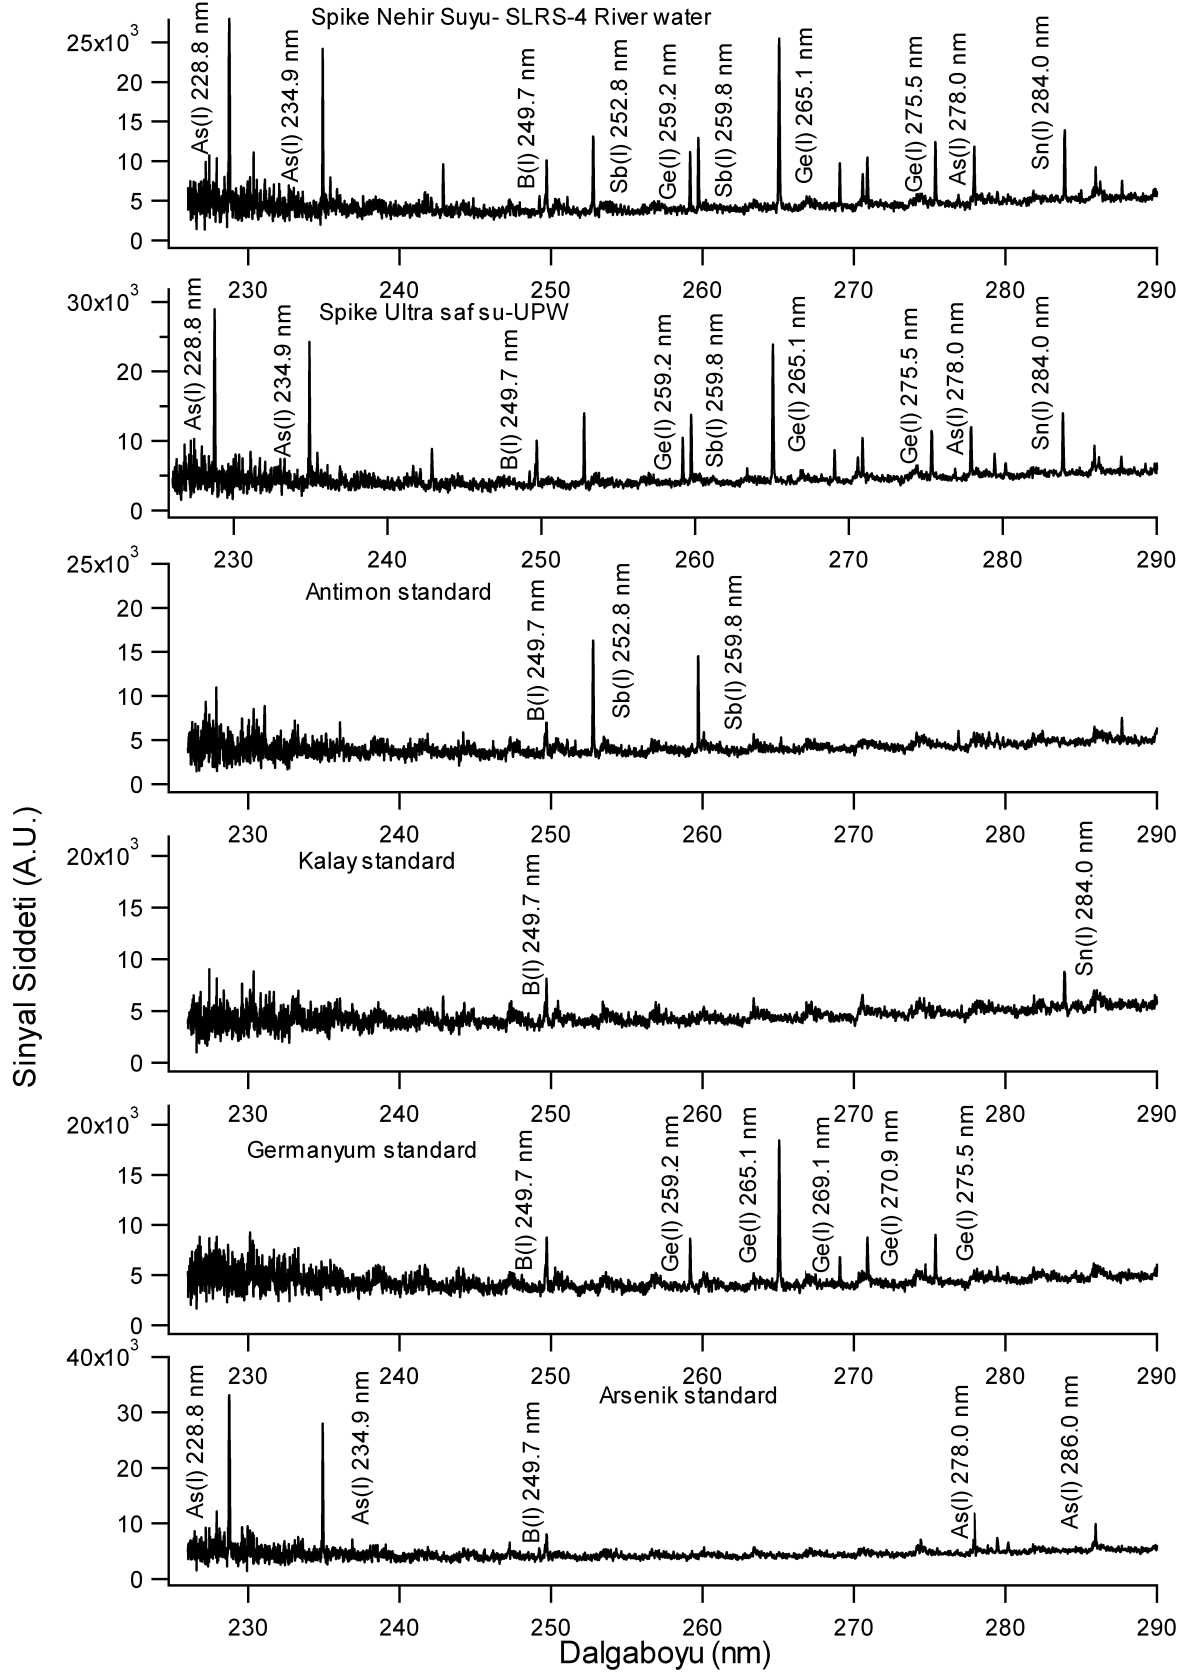 Spike Nehir Suyu- SLRS-4 River water
25x10³
20
15
10
5
0
As(I) 228.8 nm
As(I) 234.9 nm
B(I) 249.7 nm
Sb(I) 252.8 nm
Ge(I) 259.2 nm
Sb(I) 259.8 nm
Ge(I) 265.1 nm
Ge(I) 275.5 nm
As(I) 278.0 nm
Sn(I) 284.0 nm
230 240 250 260 270 280 290
Spike Ultra saf su-UPW
30x10³
20
10
0
As(I) 228.8 nm
As(I) 234.9 nm
B(I) 249.7 nm
Ge(I) 259.2 nm
Sb(I) 259.8 nm
Ge(I) 265.1 nm
Ge(I) 275.5 nm
As(I) 278.0 nm
Sn(I) 284.0 nm
230 240 250 260 270 280 290
Antimon standard
25x10³
20
15
10
5
0
B(I) 249.7 nm
Sb(I) 252.8 nm
Sb(I) 259.8 nm
230 240 250 260 270 280 290
Kalay standard
20x10³
15
10
5
0
B(I) 249.7 nm
Sn(I) 284.0 nm
230 240 250 260 270 280 290
Germanyum standard
20x10³
15
10
5
0
B(I) 249.7 nm
Ge(I) 259.2 nm
Ge(I) 265.1 nm
Ge(I) 269.1 nm
Ge(I) 270.9 nm
Ge(I) 275.5 nm
230 240 250 260 270 280 290
Arsenik standard
40x10³
30
20
10
0
As(I) 228.8 nm
As(I) 234.9 nm
B(I) 249.7 nm
As(I) 278.0 nm
As(I) 286.0 nm
230 240 250 260 270 280 290
Dalgaboyu (nm)
Sinyal Siddeti (A.U.)